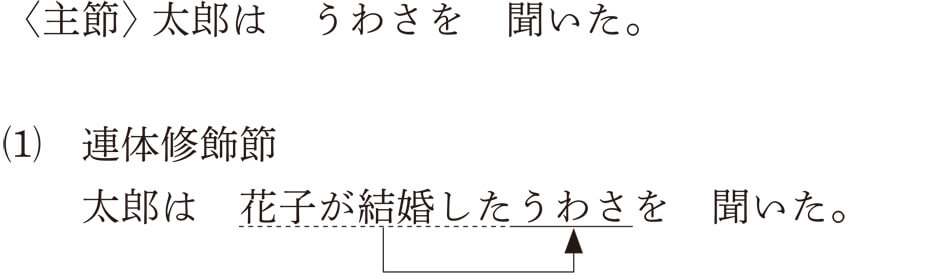 〈主節〉太郎は　うわさを　聞いた。
⑴　連体修飾節
太郎は　花子が結婚したうわさを　聞いた。